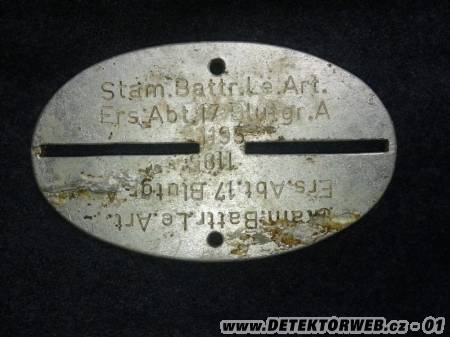 Stam.Battr.Le.Art.
Ers.Abt.17 Blutgr.A
Ers.Abt.17.Blutgr.
Stam.Battr.Le.Art.
www.DETEKTORWEB.cz - 01